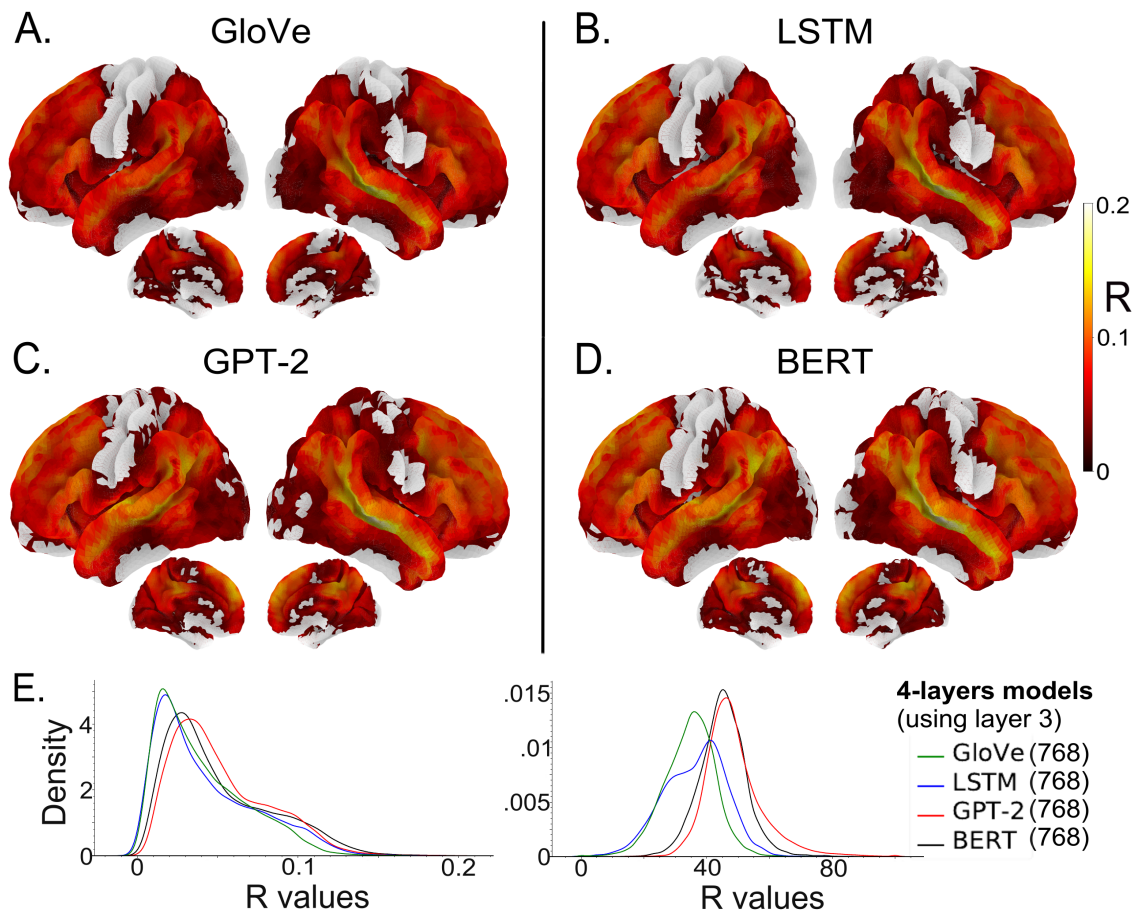 A.
GloVe
B.
LSTM
0.2
R
0.1
0
C.
GPT-2
D.
BERT
E.
Density
4
2
0
0
0.1
0.2
R values
.015
.01
.005
0
0
40
80
R values
4-layers models
(using layer 3)
GloVe (768)
LSTM (768)
GPT-2 (768)
BERT (768)